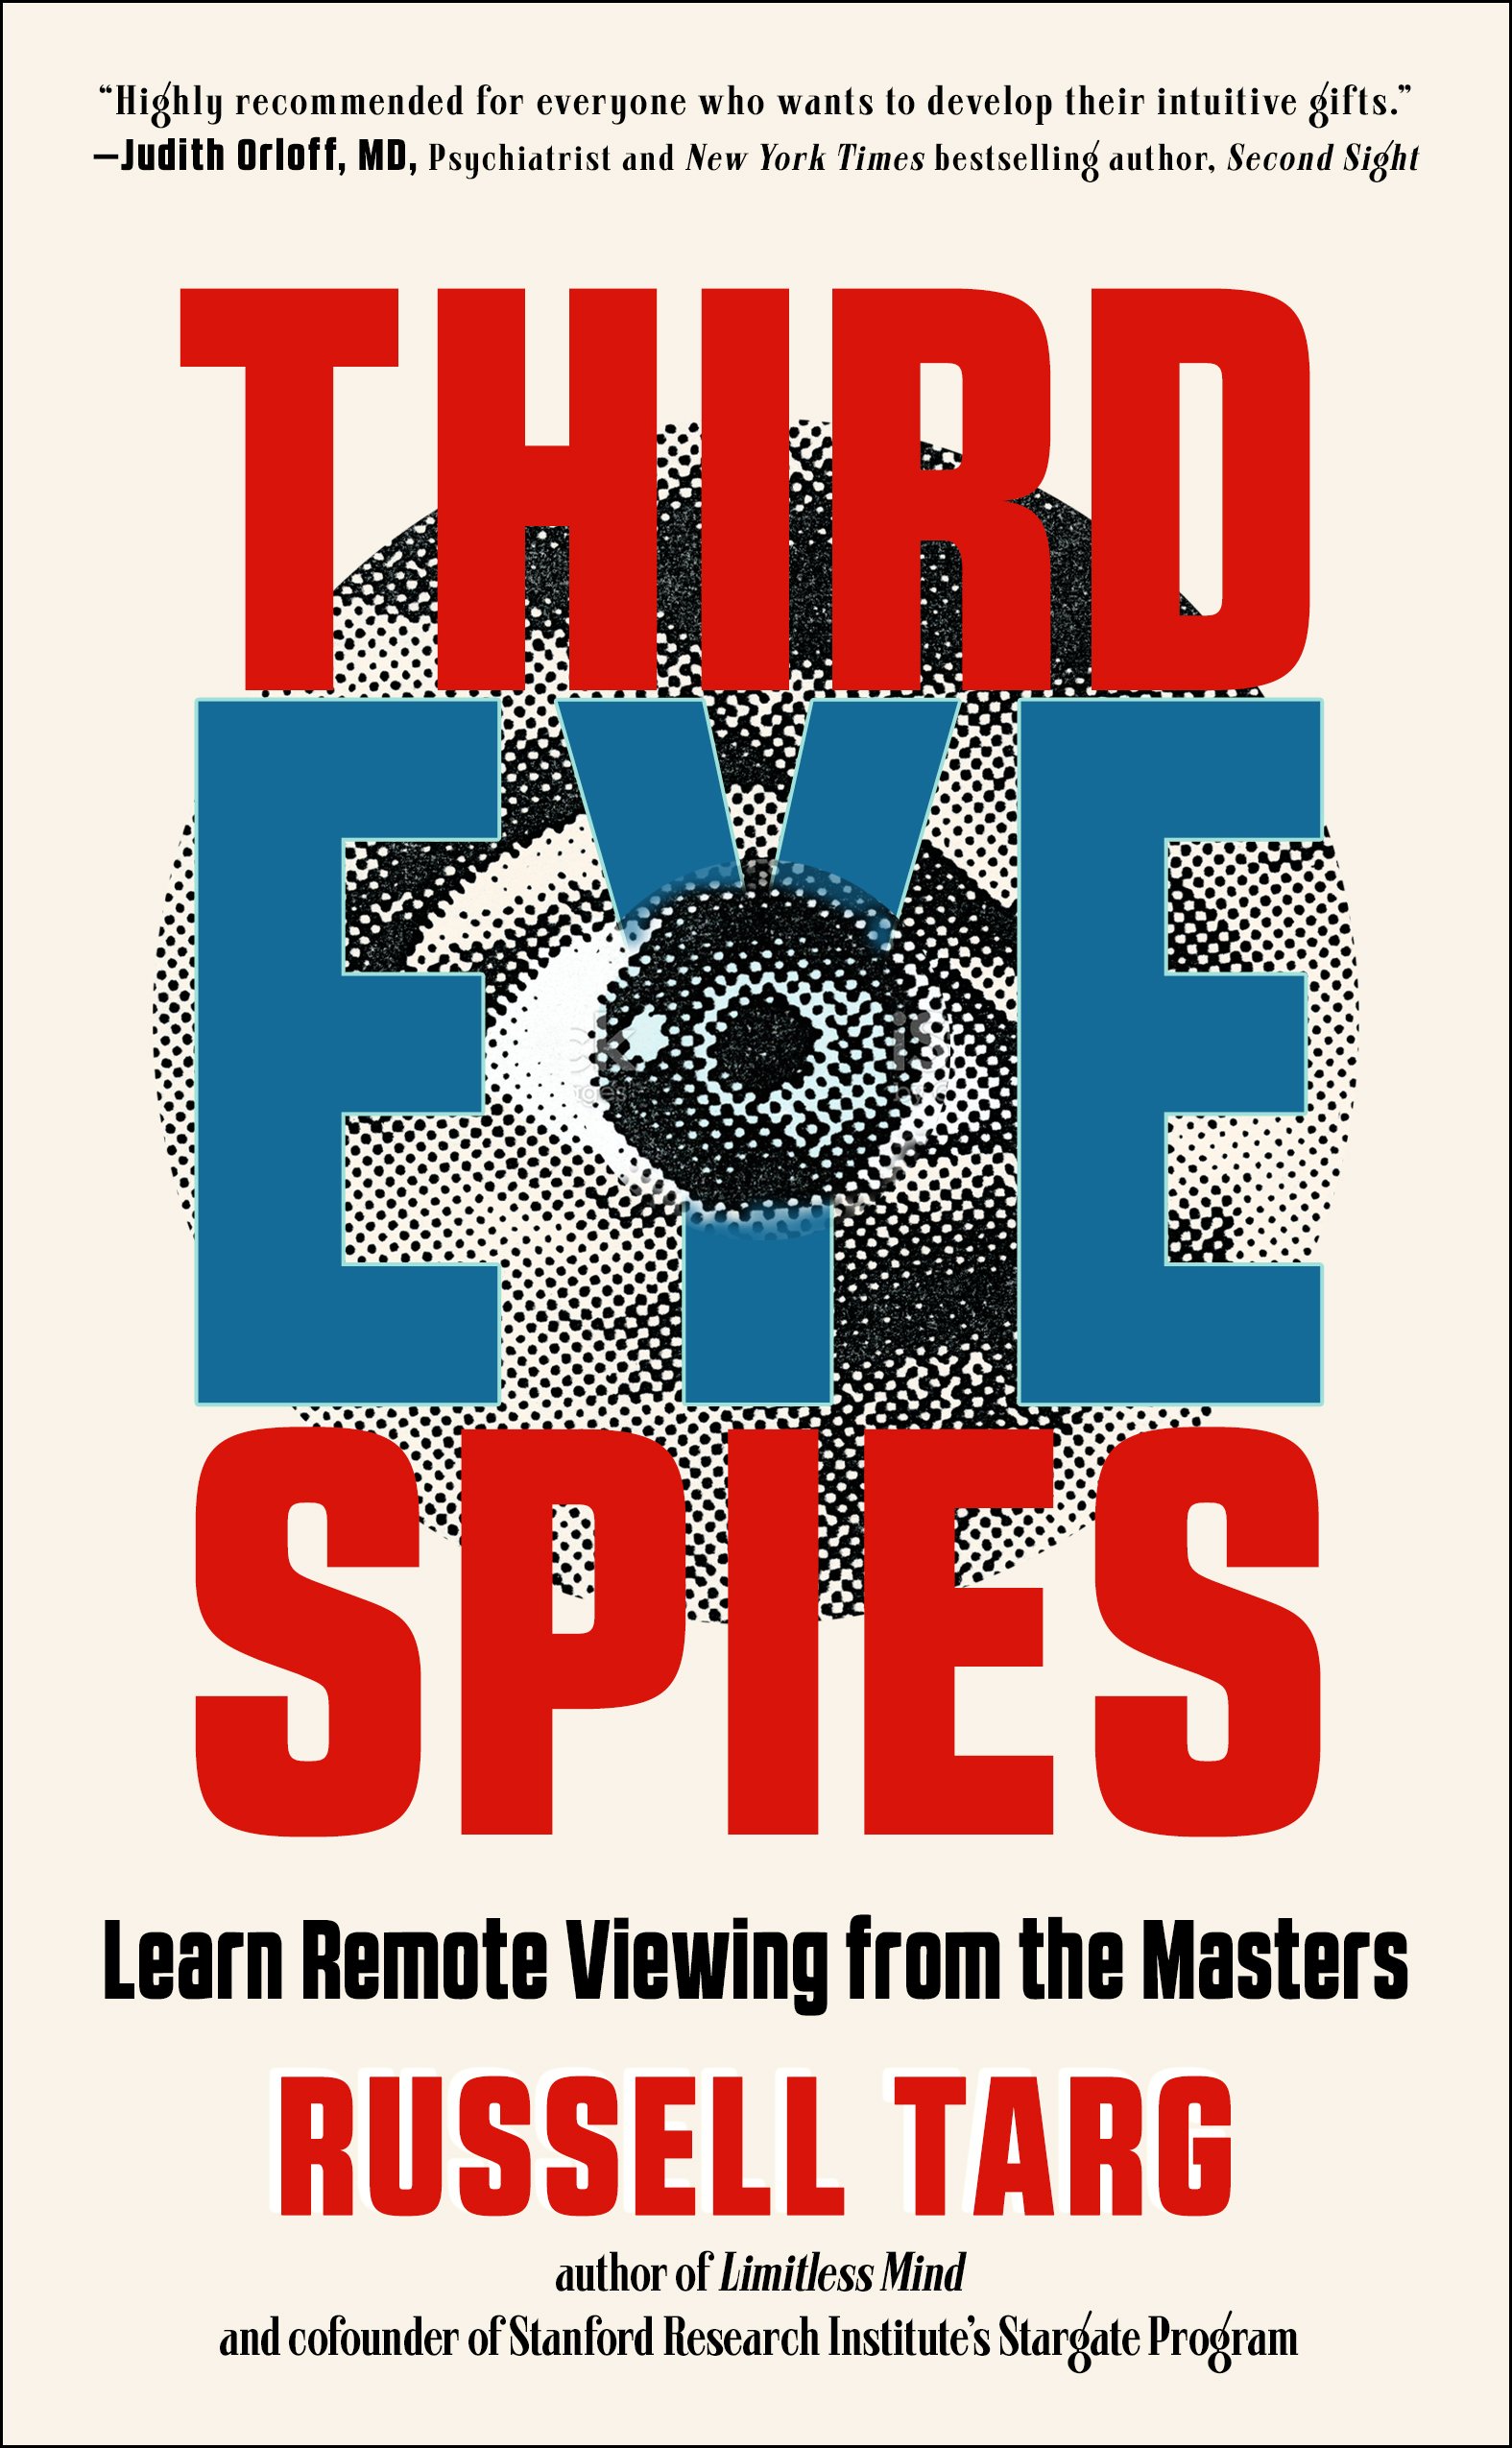 “Highly recommended for everyone who wants to develop their intuitive gifts.”
—Judith Orloff, MD, Psychiatrist and New York Times bestselling author, Second Sight
THIRD
EYE
SPIES
Learn Remote Viewing from the Masters
RUSSELL TARG
author of Limitless Mind
and cofounder of Stanford Research Institute’s Stargate Program